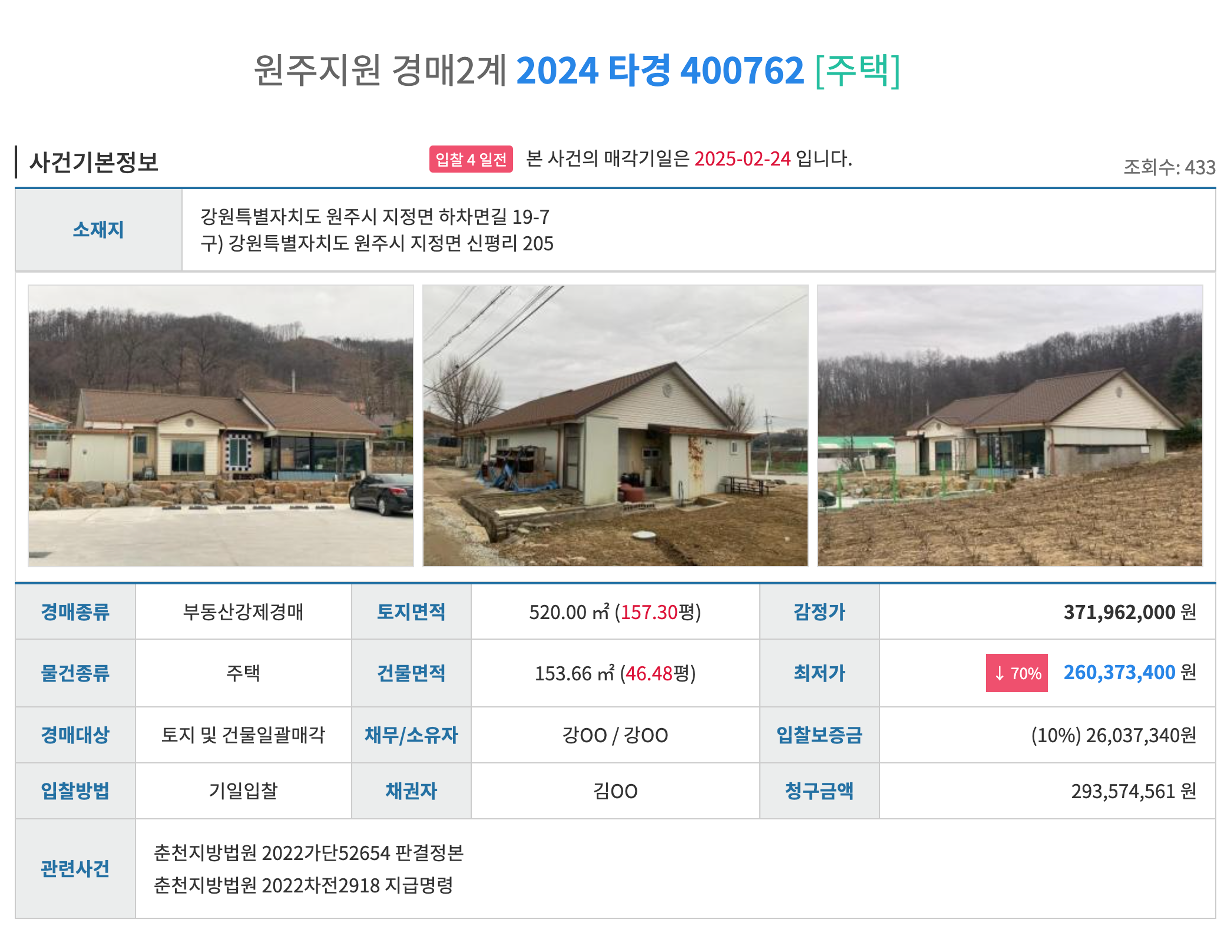 원주지원 경매2계 2024 타경 400762 [주택]
사건기본정보
입찰 4 일전 본 사건의 매각기일은 2025-02-24 입니다.
조회수: 433
소재지
강원특별자치도 원주시 지정면 하차면길 19-7
구) 강원특별자치도 원주시 지정면 신평리 205
경매종류 부동산강제경매 토지면적 520.00 ㎡ (157.30평) 감정가 371,962,000 원
물건종류 주택 건물면적 153.66 ㎡ (46.48평) 최저가 ↓ 70% 260,373,400 원
경매대상 토지 및 건물일괄매각 채무/소유자 강OO / 강OO 입찰보증금 (10%) 26,037,340원
입찰방법 기일입찰 채권자 김OO 청구금액 293,574,561 원
관련사건
춘천지방법원 2022가단52654 판결정본
춘천지방법원 2022차전2918 지급명령